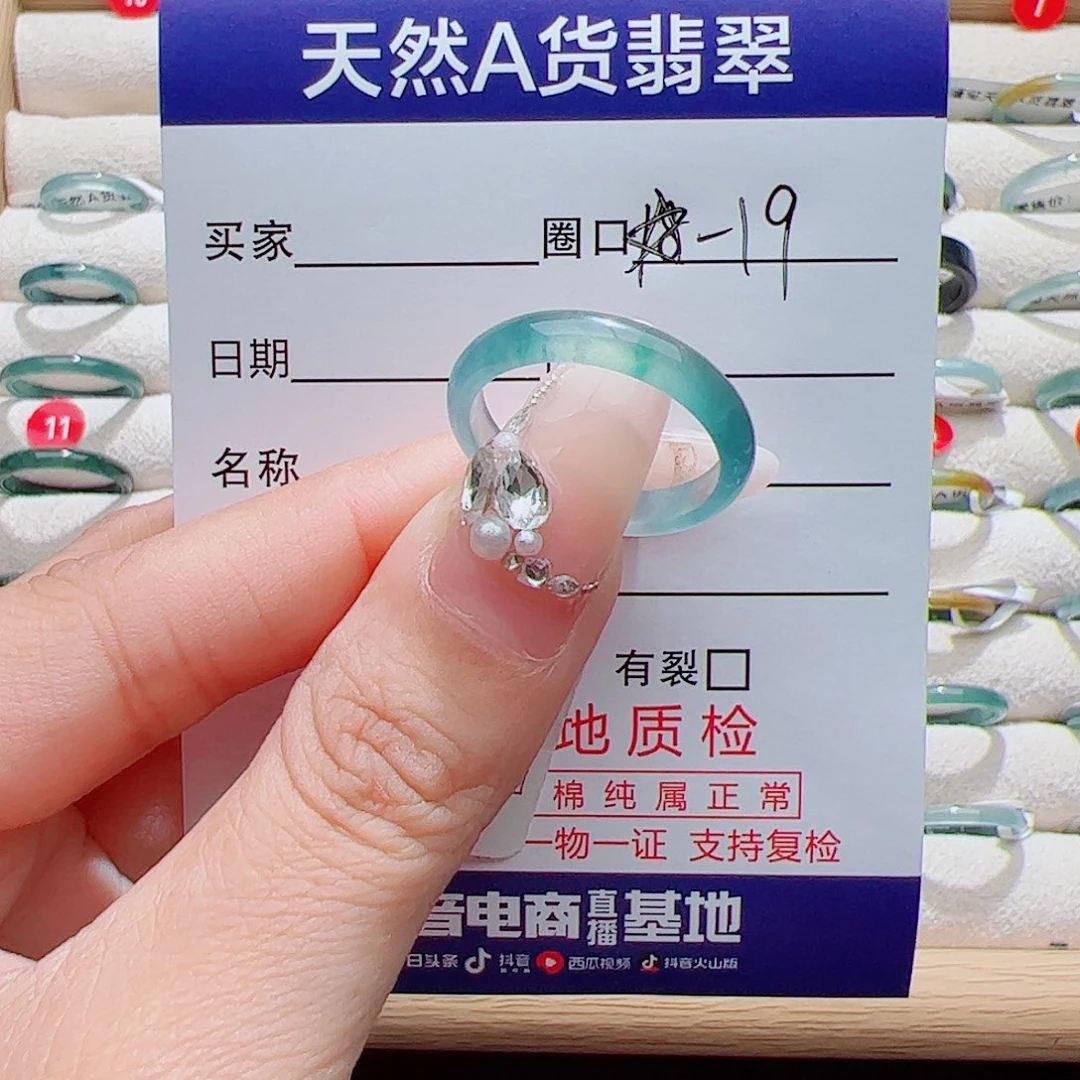 天然A货翡翠
买家 圈口 -19
日期
名称
有裂
地质检
棉纯属正常
一物一证 支持复检
音电商直播基地
日头条 抖音 西瓜视频 抖音火山版
11
7